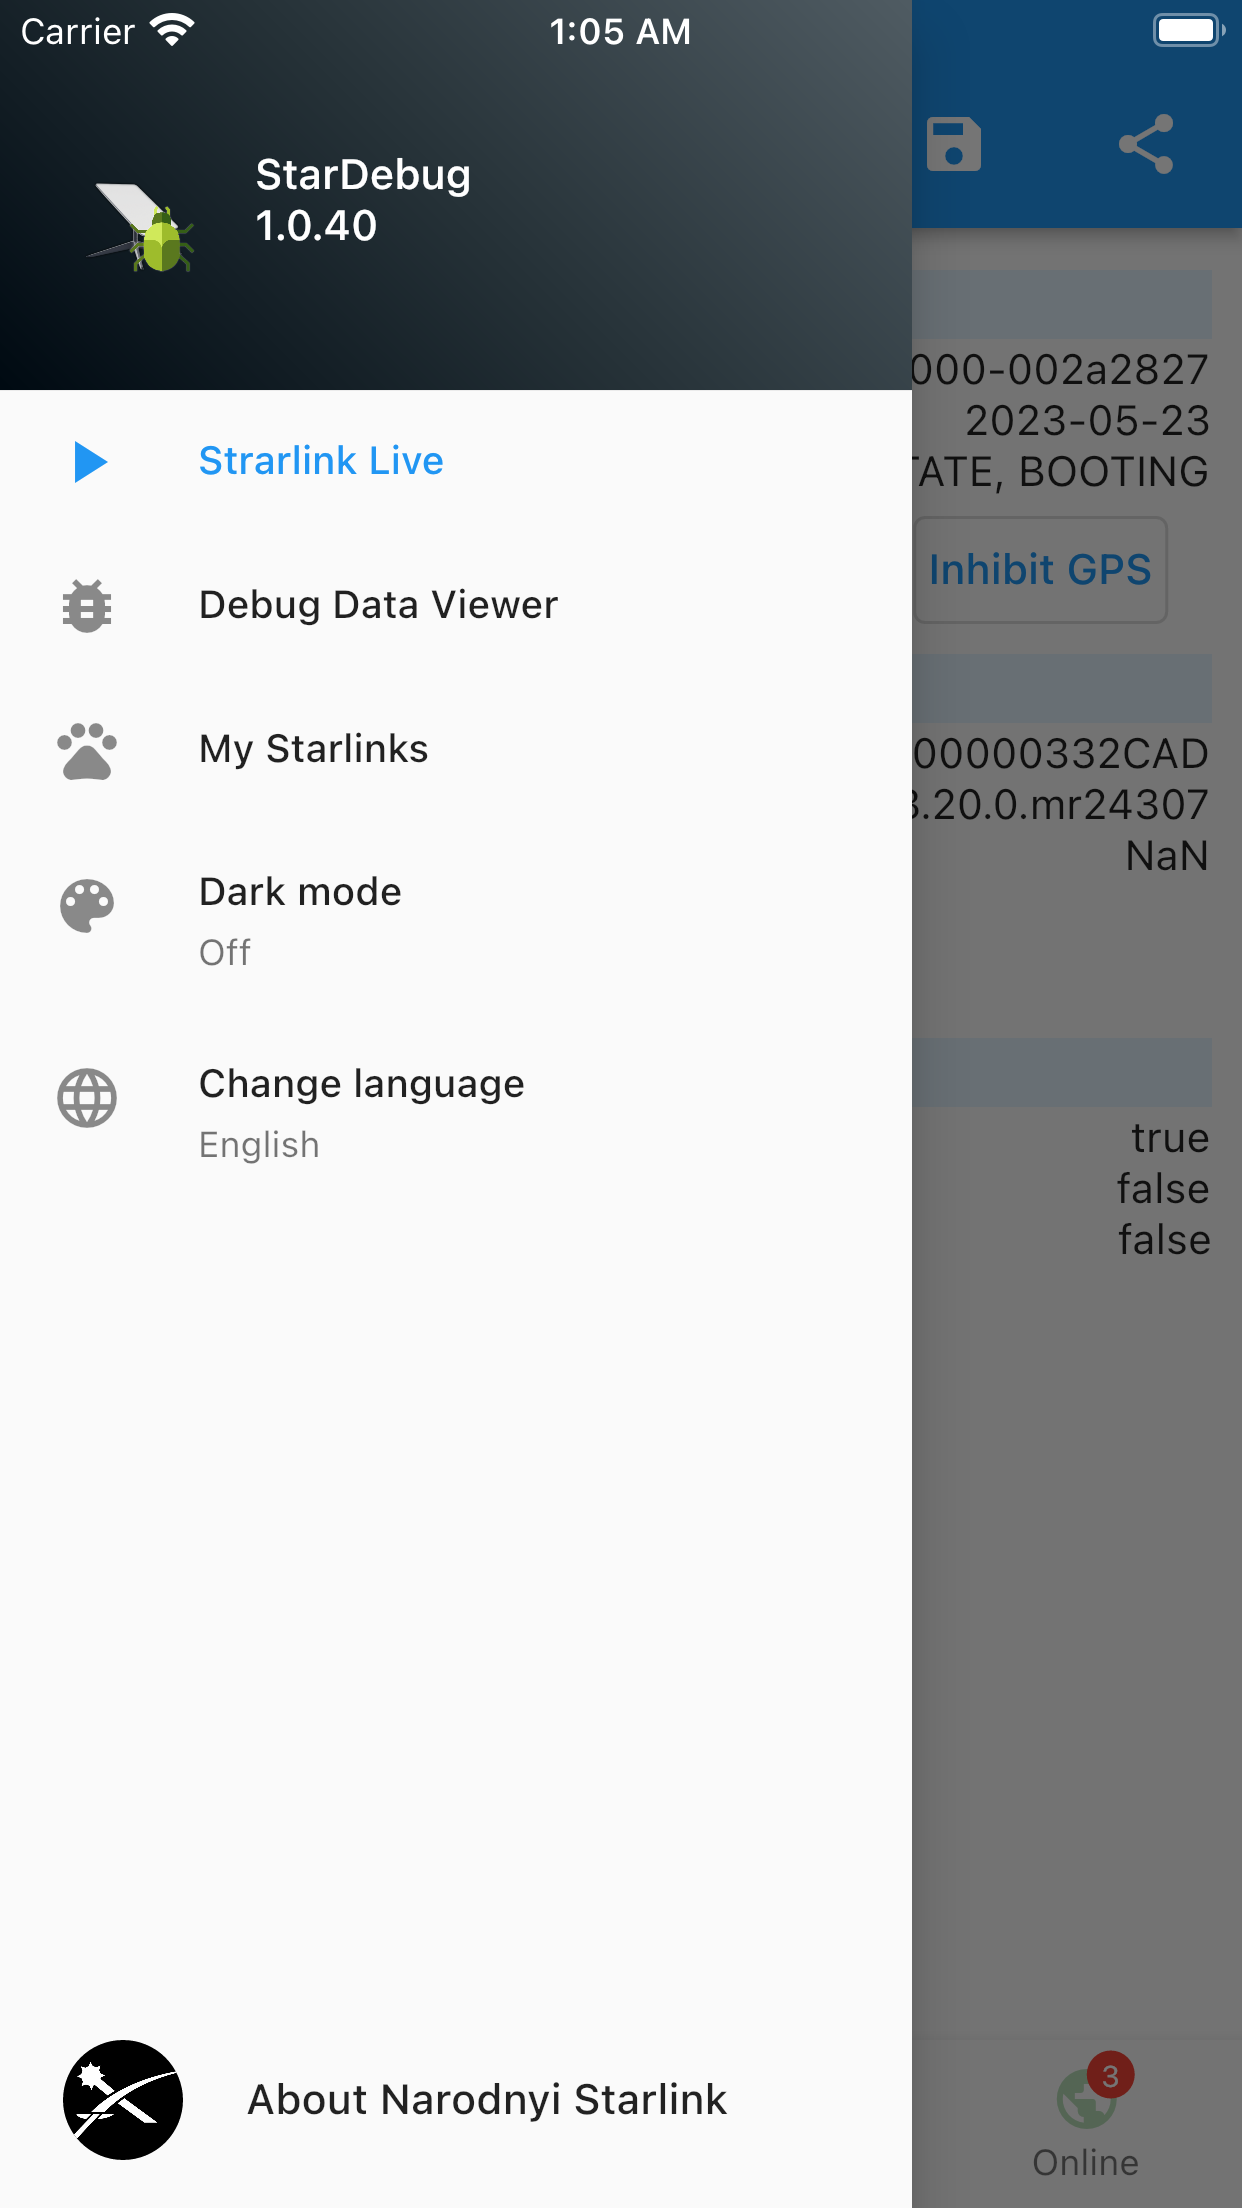 Carrier 1:05 AM
StarDebug
1.0.40
000-002a2827
2023-05-23
TATE, BOOTING
Strarlink Live
Inhibit GPS
Debug Data Viewer
My Starlinks
00000332CAD
3.20.0.mr24307
NaN
Dark mode
Off
Change language
English
true
false
false
3
About Narodnyi Starlink
Online